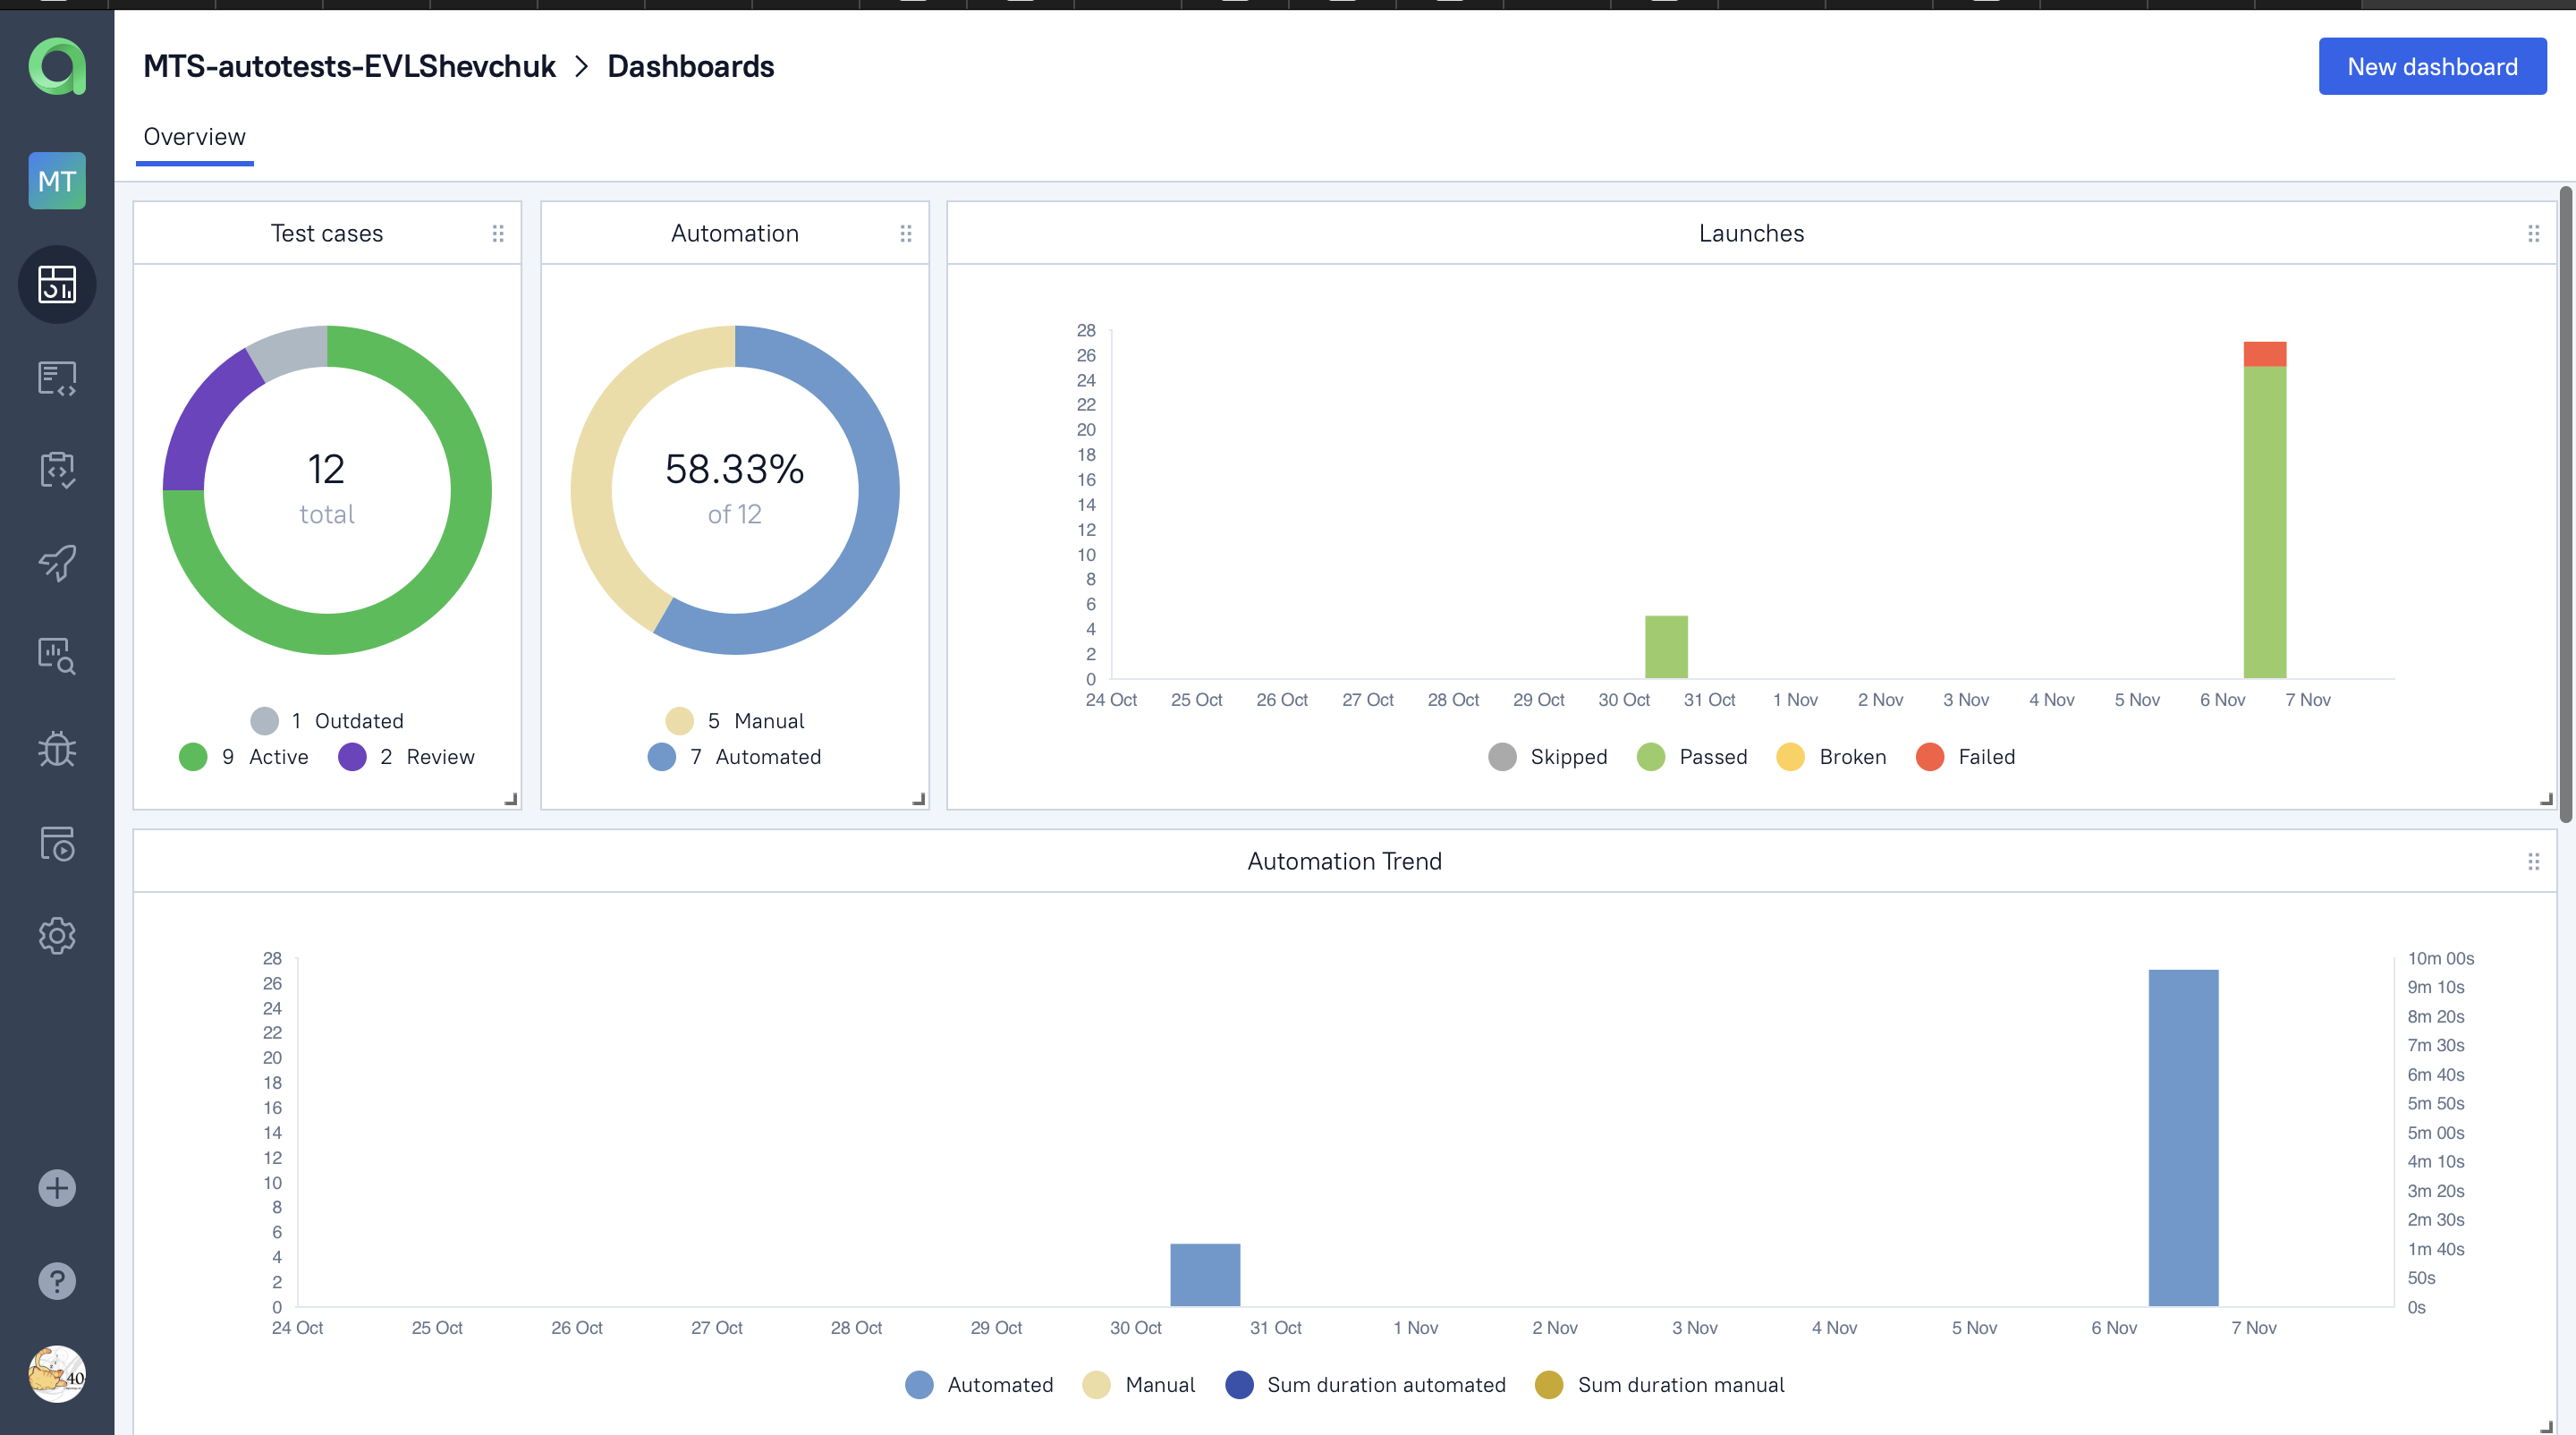 MTS-autotests-EVLShevchuk > Dashboards
New dashboard
Overview
MT
Test cases
12
total
1 Outdated
9 Active 2 Review
Automation
58.33%
of 12
5 Manual
7 Automated
Launches
28
26
24
22
20
18
16
14
12
10
8
6
4
2
0
24 Oct 25 Oct 26 Oct 27 Oct 28 Oct 29 Oct 30 Oct 31 Oct 1 Nov 2 Nov 3 Nov 4 Nov 5 Nov 6 Nov 7 Nov
Skipped Passed Broken Failed
Automation Trend
28
26
24
22
20
18
16
14
12
10
8
6
4
2
0
10m 00s
9m 10s
8m 20s
7m 30s
6m 40s
5m 50s
5m 00s
4m 10s
3m 20s
2m 30s
1m 40s
50s
0s
24 Oct 25 Oct 26 Oct 27 Oct 28 Oct 29 Oct 30 Oct 31 Oct 1 Nov 2 Nov 3 Nov 4 Nov 5 Nov 6 Nov 7 Nov
Automated Manual Sum duration automated Sum duration manual
40